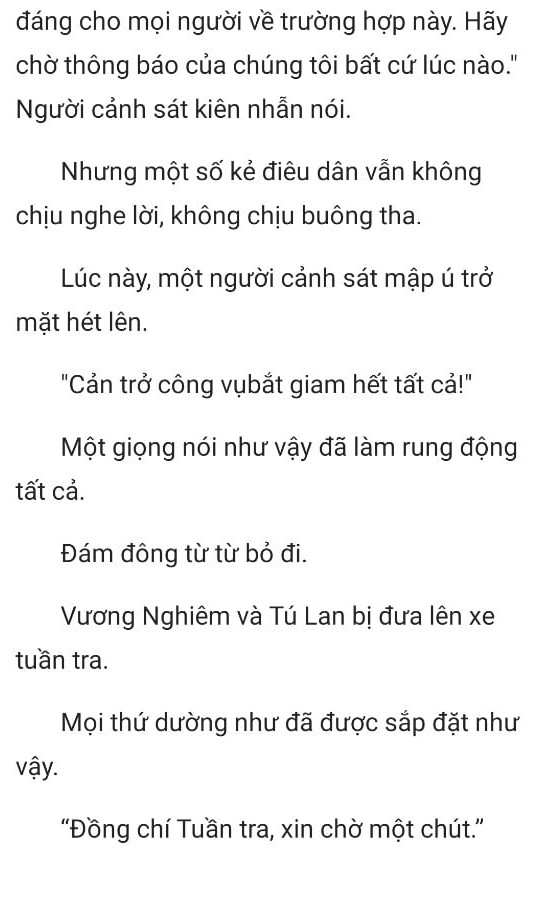 đáng cho mọi người về trường hợp này. Hãy
chờ thông báo của chúng tôi bất cứ lúc nào."
Người cảnh sát kiên nhẫn nói.
Nhưng một số kẻ điêu dân vẫn không
chịu nghe lời, không chịu buông tha.
Lúc này, một người cảnh sát mập ú trở
mặt hét lên.
"Cản trở công vụbắt giam hết tất cả!"
Một giọng nói như vậy đã làm rung động
tất cả.
Đám đông từ từ bỏ đi.
Vương Nghiêm và Tú Lan bị đưa lên xe
tuần tra.
Mọi thứ dường như đã được sắp đặt như
vậy.
“Đồng chí Tuần tra, xin chờ một chút.”